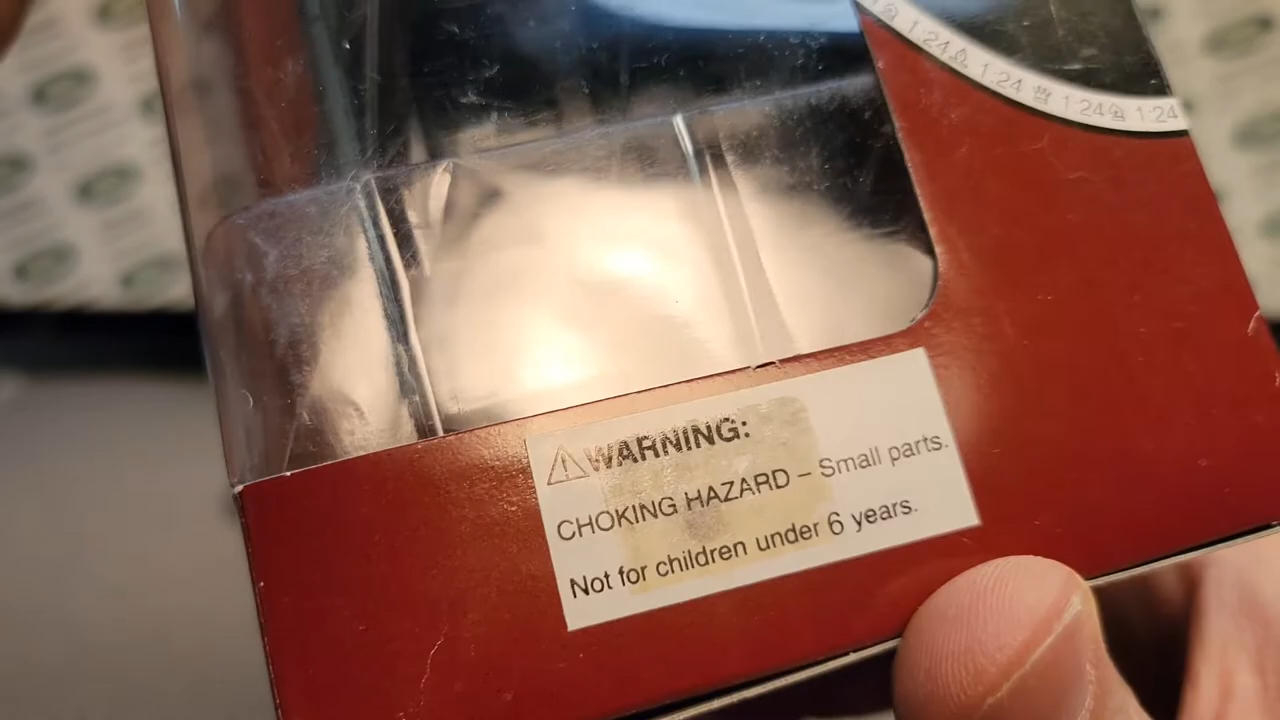 1:24 1:24 1:24 1:24
⚠WARNING:
CHOKING HAZARD – Small parts.
Not for children under 6 years.